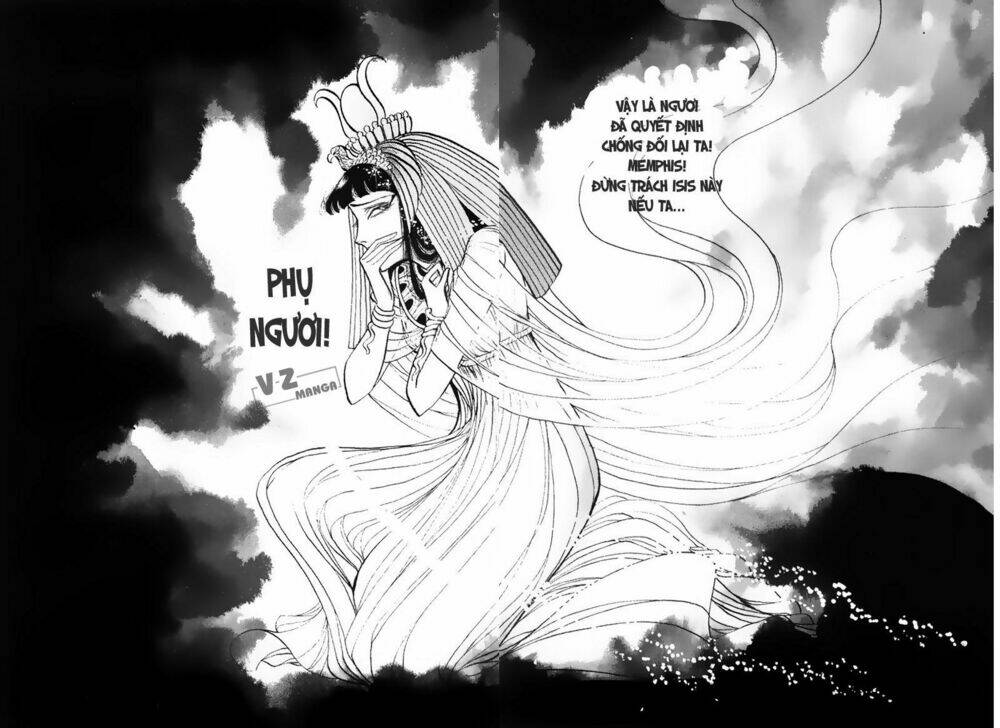 VẬY LÀ NGƯƠI
ĐÃ QUYẾT ĐỊNH
CHỐNG ĐỐI LẠI TA!
MEMPHIS!
ĐỪNG TRÁCH ISIS NÀY
NẾU TA...
PHỤ
NGƯƠI!
V-Z
MANGA